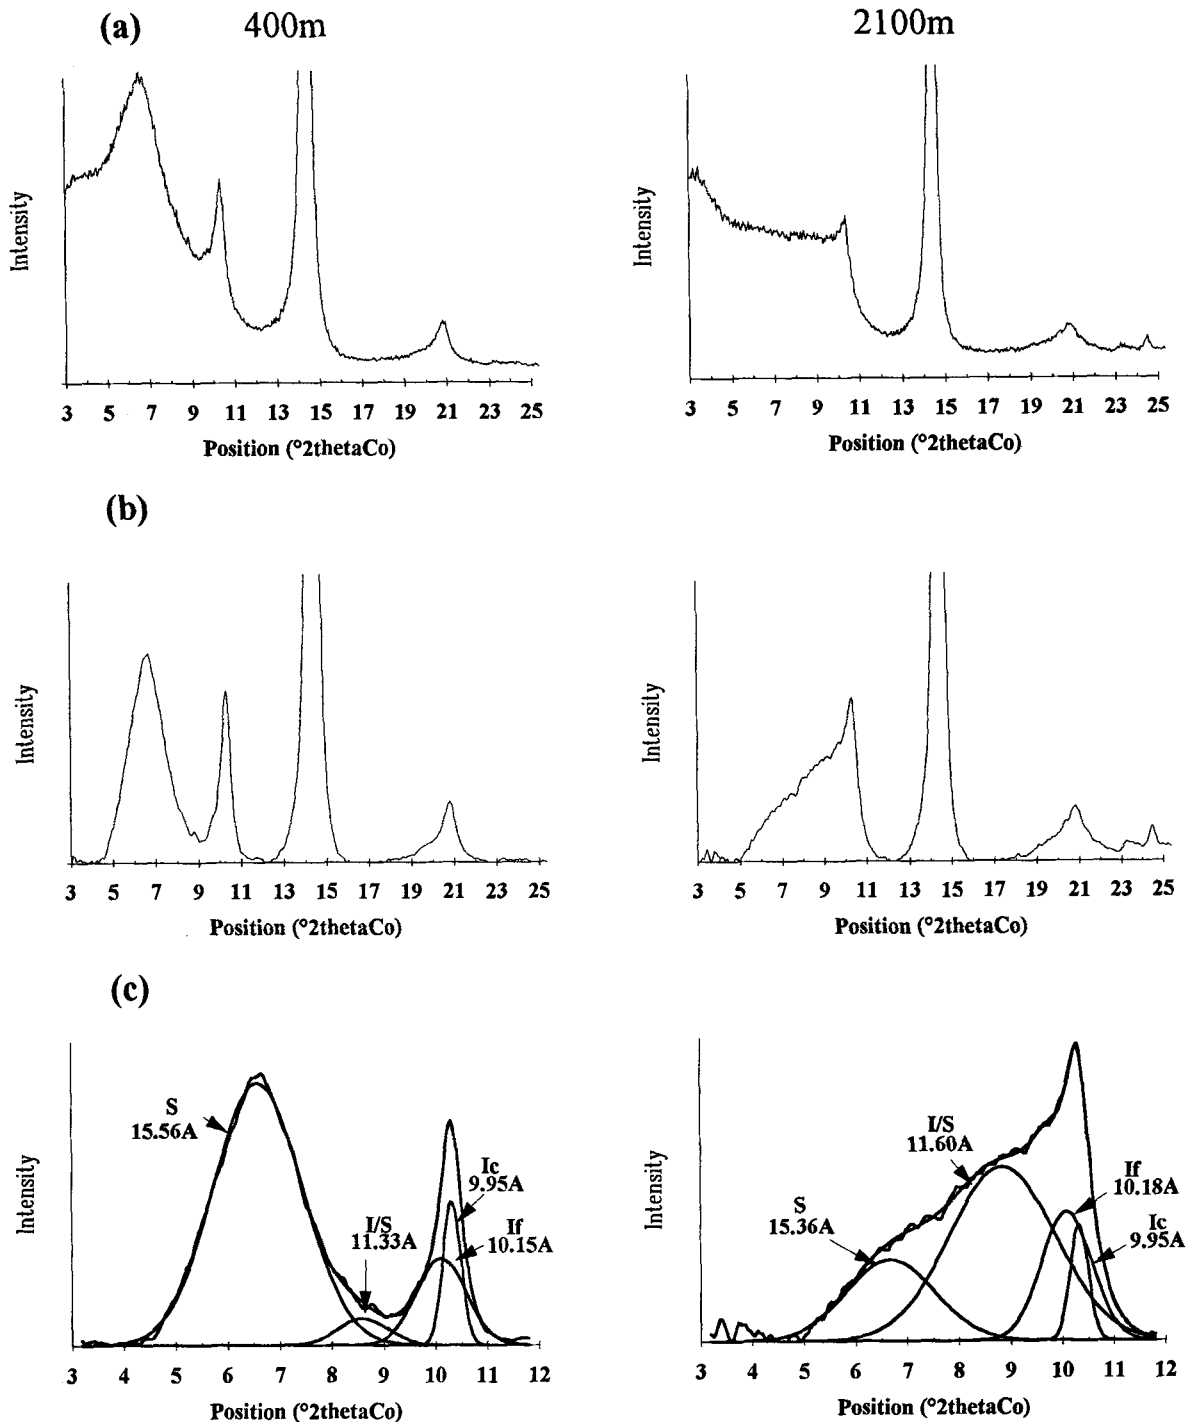 (a) 400m 2100m
Intensity
3 5 7 9 11 13 15 17 19 21 23 25
Position (°2thetaCo)
Intensity
3 5 7 9 11 13 15 17 19 21 23 25
Position (°2thetaCo)
(b)
Intensity
3 5 7 9 11 13 15 17 19 21 23 25
Position (°2thetaCo)
Intensity
3 5 7 9 11 13 15 17 19 21 23 25
Position (°2thetaCo)
(c)
Intensity
S
15.56A
I/S
11.33A
Ic
9.95A
If
10.15A
3 4 5 6 7 8 9 10 11 12
Position (°2thetaCo)
Intensity
S
15.36A
I/S
11.60A
If
10.18A
Ic
9.95A
3 4 5 6 7 8 9 10 11 12
Position (°2thetaCo)